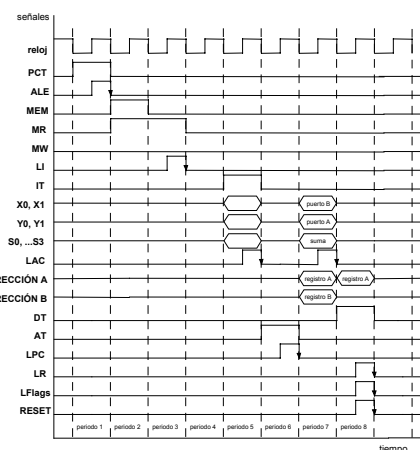 señales
reloj
PCT
ALE
MEM
MR
MW
LI
IT
X0, X1 puerto B
Y0, Y1 puerto A
S0, ...S3 suma
LAC
RECCIÓN A registro A registro A
RECCIÓN B registro B
DT
AT
LPC
LR
LFlags
RESET
periodo 1 periodo 2 periodo 3 periodo 4 periodo 5 periodo 6 periodo 7 periodo 8
tiempo